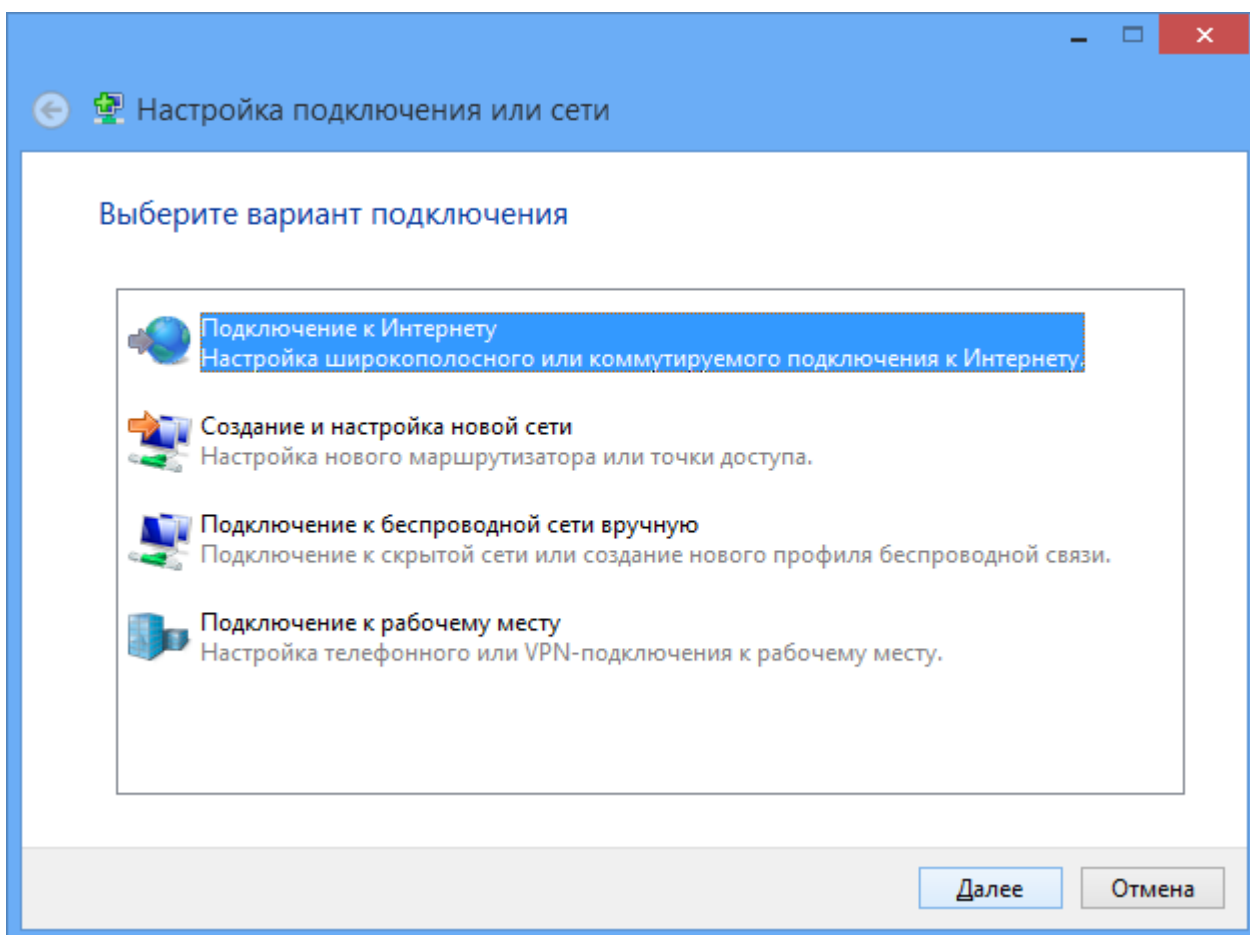 Настройка подключения или сети
Выберите вариант подключения
Подключение к Интернету
Настройка широкополосного или коммутируемого подключения к Интернету.
Создание и настройка новой сети
Настройка нового маршрутизатора или точки доступа.
Подключение к беспроводной сети вручную
Подключение к скрытой сети или создание нового профиля беспроводной связи.
Подключение к рабочему месту
Настройка телефонного или VPN-подключения к рабочему месту.
Далее
Отмена